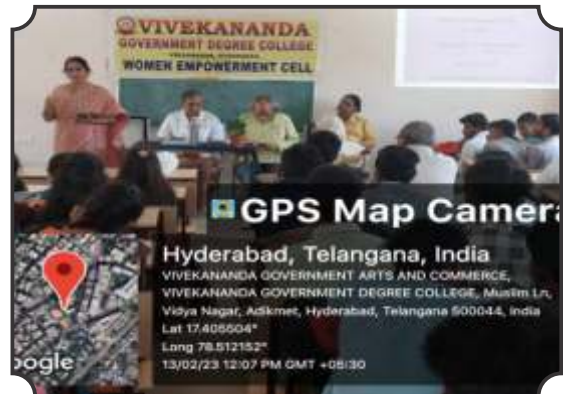 VIVEKANANDA
GOVERNMENT DEGREE COLLEGE
WOMEN EMPOWERMENT CELL
GPS Map Camera
Hyderabad, Telangana, India
VIVEKANANDA GOVERNMENT ARTS AND COMMERCE,
VIVEKANANDA GOVERNMENT DEGREE COLLEGE, Muslim Ln,
Vidya Nagar, Adikmet, Hyderabad, Telangana 500044, India
Lat 17.405504°
Long 78.512152°
13/02/23 12:07 PM GMT +05:30
oogle